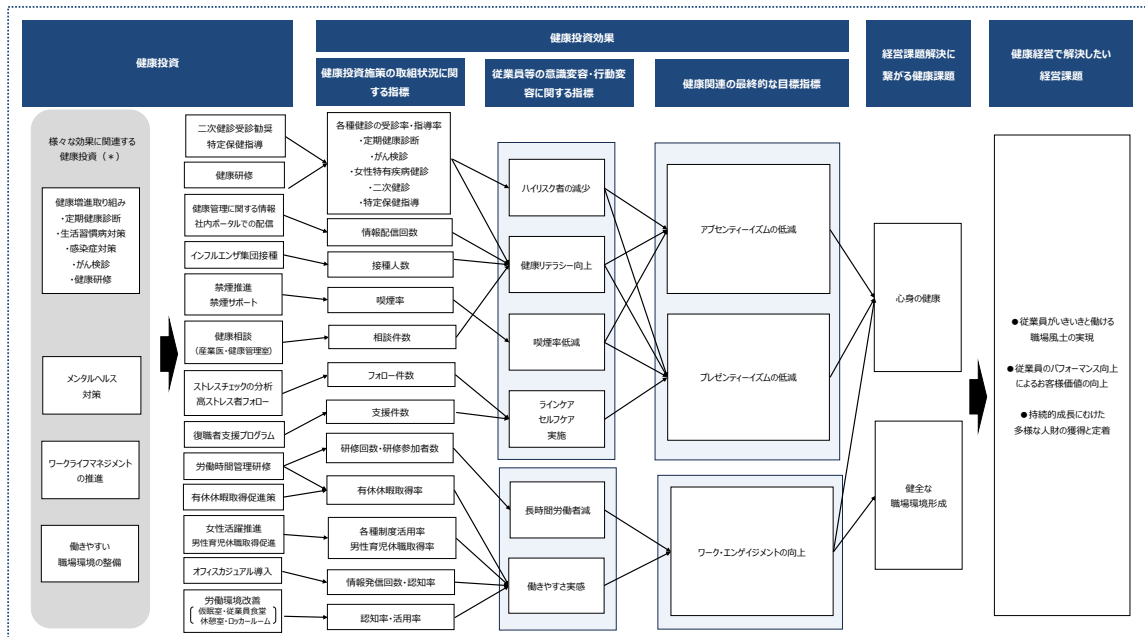 健康投資
健康投資効果
健康投資施策の取組状況に関
する指標
従業員等の意識変容・行動変
容に関する指標
健康関連の最終的な目標指標
経営課題解決に
繋がる健康課題
健康経営で解決したい
経営課題
様々な効果に関連する
健康投資（＊）
健康増進取り組み
・定期健康診断
・生活習慣病対策
・感染症対策
・がん検診
・健康研修
メンタルヘルス
対策
ワークライフマネジメント
の推進
働きやすい
職場環境の整備
二次健診受診勧奨
特定保健指導
健康研修
健康管理に関する情報
社内ポータルでの配信
インフルエンザ集団接種
禁煙推進
禁煙サポート
健康相談
（産業医・健康管理室）
ストレスチェックの分析
高ストレス者フォロー
復職者支援プログラム
労働時間管理研修
有休休暇取得促進策
女性活躍推進
男性育児休職取得促進
オフィスカジュアル導入
労働環境改善
仮眠室・従業員食堂
休憩室・ロッカールーム
各種健診の受診率・指導率
・定期健康診断
・がん検診
・女性特有疾病健診
・二次健診
・特定保健指導
情報配信回数
接種人数
喫煙率
相談件数
フォロー件数
支援件数
研修回数・研修参加者数
有休休暇取得率
各種制度活用率
男性育児休職取得率
情報発信回数・認知率
認知率・活用率
ハイリスク者の減少
健康リテラシー向上
喫煙率低減
ラインケア
セルフケア
実施
長時間労働者減
働きやすさ実感
アブセンティーイズムの低減
プレゼンティーイズムの低減
ワーク・エンゲイジメントの向上
心身の健康
健全な
職場環境形成
●従業員がいきいきと働ける
職場風土の実現
●従業員のパフォーマンス向上
によるお客様価値の向上
●持続的成長にむけた
多様な人財の獲得と定着